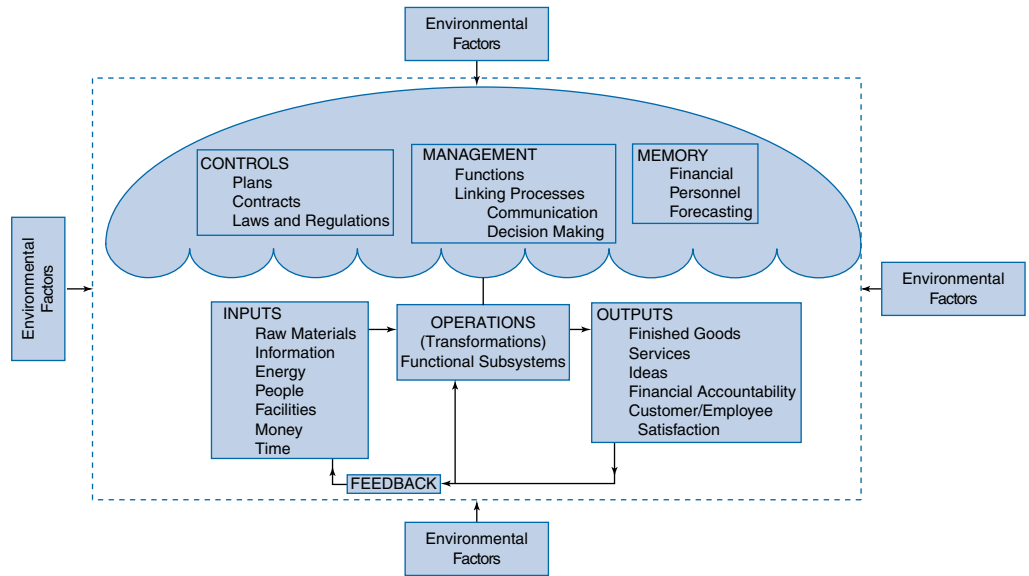 Environmental
Factors
CONTROLS
Plans
Contracts
Laws and Regulations
MANAGEMENT
Functions
Linking Processes
Communication
Decision Making
MEMORY
Financial
Personnel
Forecasting
Environmental
Factors
Environmental
Factors
INPUTS
Raw Materials
Information
Energy
People
Facilities
Money
Time
OPERATIONS
(Transformations)
Functional Subsystems
OUTPUTS
Finished Goods
Services
Ideas
Financial Accountability
Customer/Employee
Satisfaction
FEEDBACK
Environmental
Factors